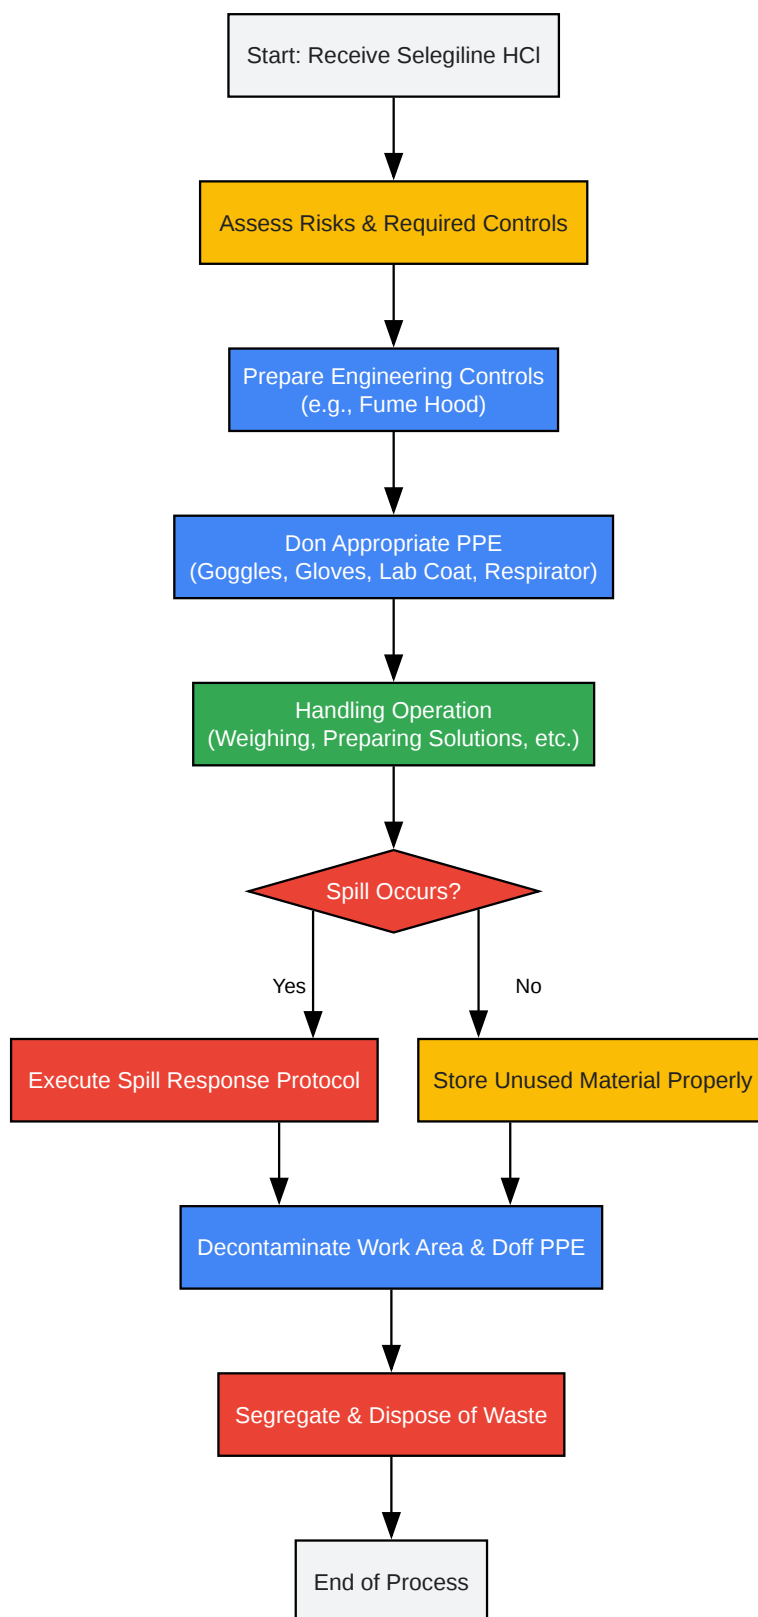 Start: Receive Selegiline HCl
Assess Risks & Required Controls
Prepare Engineering Controls
(e.g., Fume Hood)
Don Appropriate PPE
(Goggles, Gloves, Lab Coat, Respirator)
Handling Operation
(Weighing, Preparing Solutions, etc.)
Spill Occurs?
Yes
No
Execute Spill Response Protocol
Store Unused Material Properly
Decontaminate Work Area & Doff PPE
Segregate & Dispose of Waste
End of Process